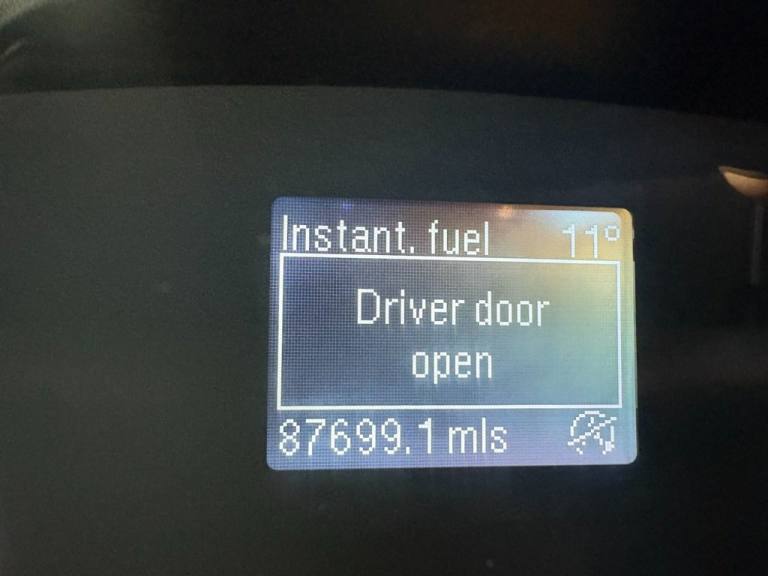 Instant. fuel 11°
Driver door
open
87699.1 mls